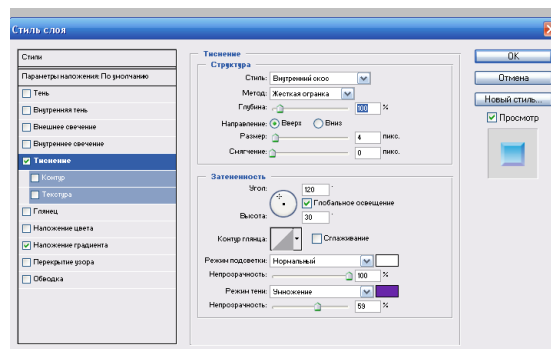 Стиль слоя
Стили
Параметры наложения: По умолчанию
Тень
Внутренняя тень
Внешнее свечение
Внутреннее свечение
Тиснение
Контур
Текстура
Глянец
Наложение цвета
Наложение градиента
Перекрытие узора
Обводка
Тиснение
Структура
Стиль: Внутренний скос
Метод: Жесткая огранка
Глубина: 100 %
Направление: Вверх Вниз
Размер: 4 пикс.
Смягчение: 0 пикс.
Затененность
Угол: 120 °
Глобальное освещение
Высота: 30 °
Контур глянца: Сглаживание
Режим подсветки: Нормальный
Непрозрачность: 100 %
Режим тени: Умножение
Непрозрачность: 59 %
OK
Отмена
Новый стиль...
Просмотр